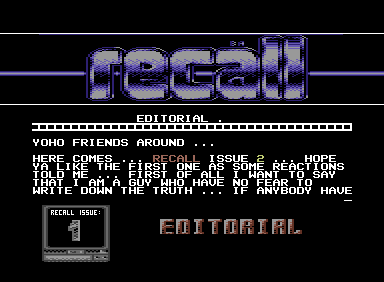 recall
EDITORIAL .
YOHO FRIENDS AROUND ...
HERE COMES ... RECALL ISSUE 2 ... HOPE
YA LIKE THE FIRST ONE AS SOME REACTIONS
TOLD ME ... FIRST OF ALL I WANT TO SAY
THAT I AM A GUY WHO HAVE NO FEAR TO
WRITE DOWN THE TRUTH ... IF ANYBODY HAVE
RECALL ISSUE:
1
EDITORIAL